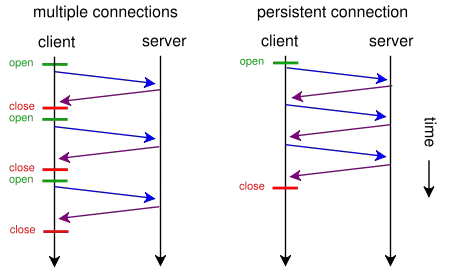 multiple connections
client
server
open
close
open
close
open
close
persistent connection
client
server
open
close
time